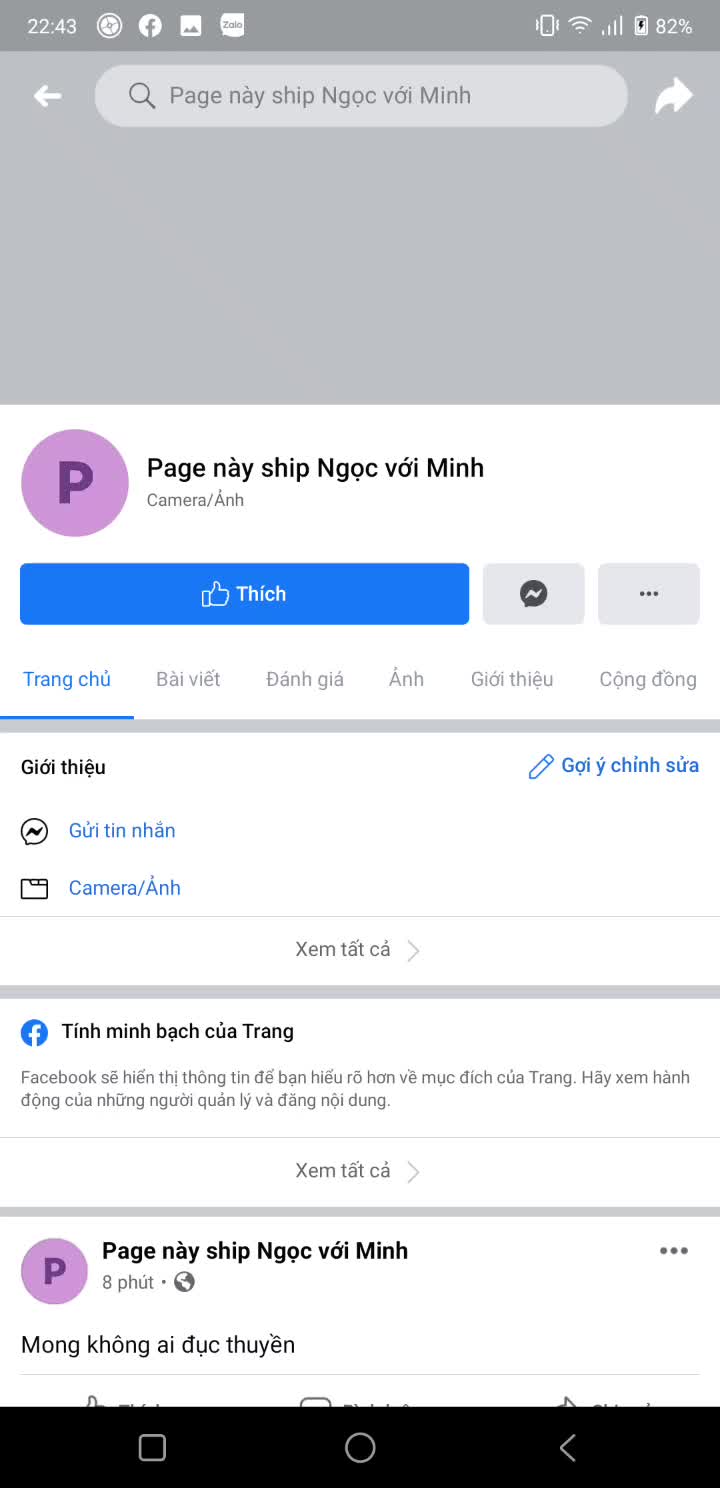 22:43
Zalo
82%
Page này ship Ngọc với Minh
P
Page này ship Ngọc với Minh
Camera/Ảnh
Thích
Trang chủ
Bài viết
Đánh giá
Ảnh
Giới thiệu
Cộng đồng
Giới thiệu
Gợi ý chỉnh sửa
Gửi tin nhắn
Camera/Ảnh
Xem tất cả
Tính minh bạch của Trang
Facebook sẽ hiển thị thông tin để bạn hiểu rõ hơn về mục đích của Trang. Hãy xem hành
động của những người quản lý và đăng nội dung.
Xem tất cả
P
Page này ship Ngọc với Minh
8 phút
Mong không ai đục thuyền